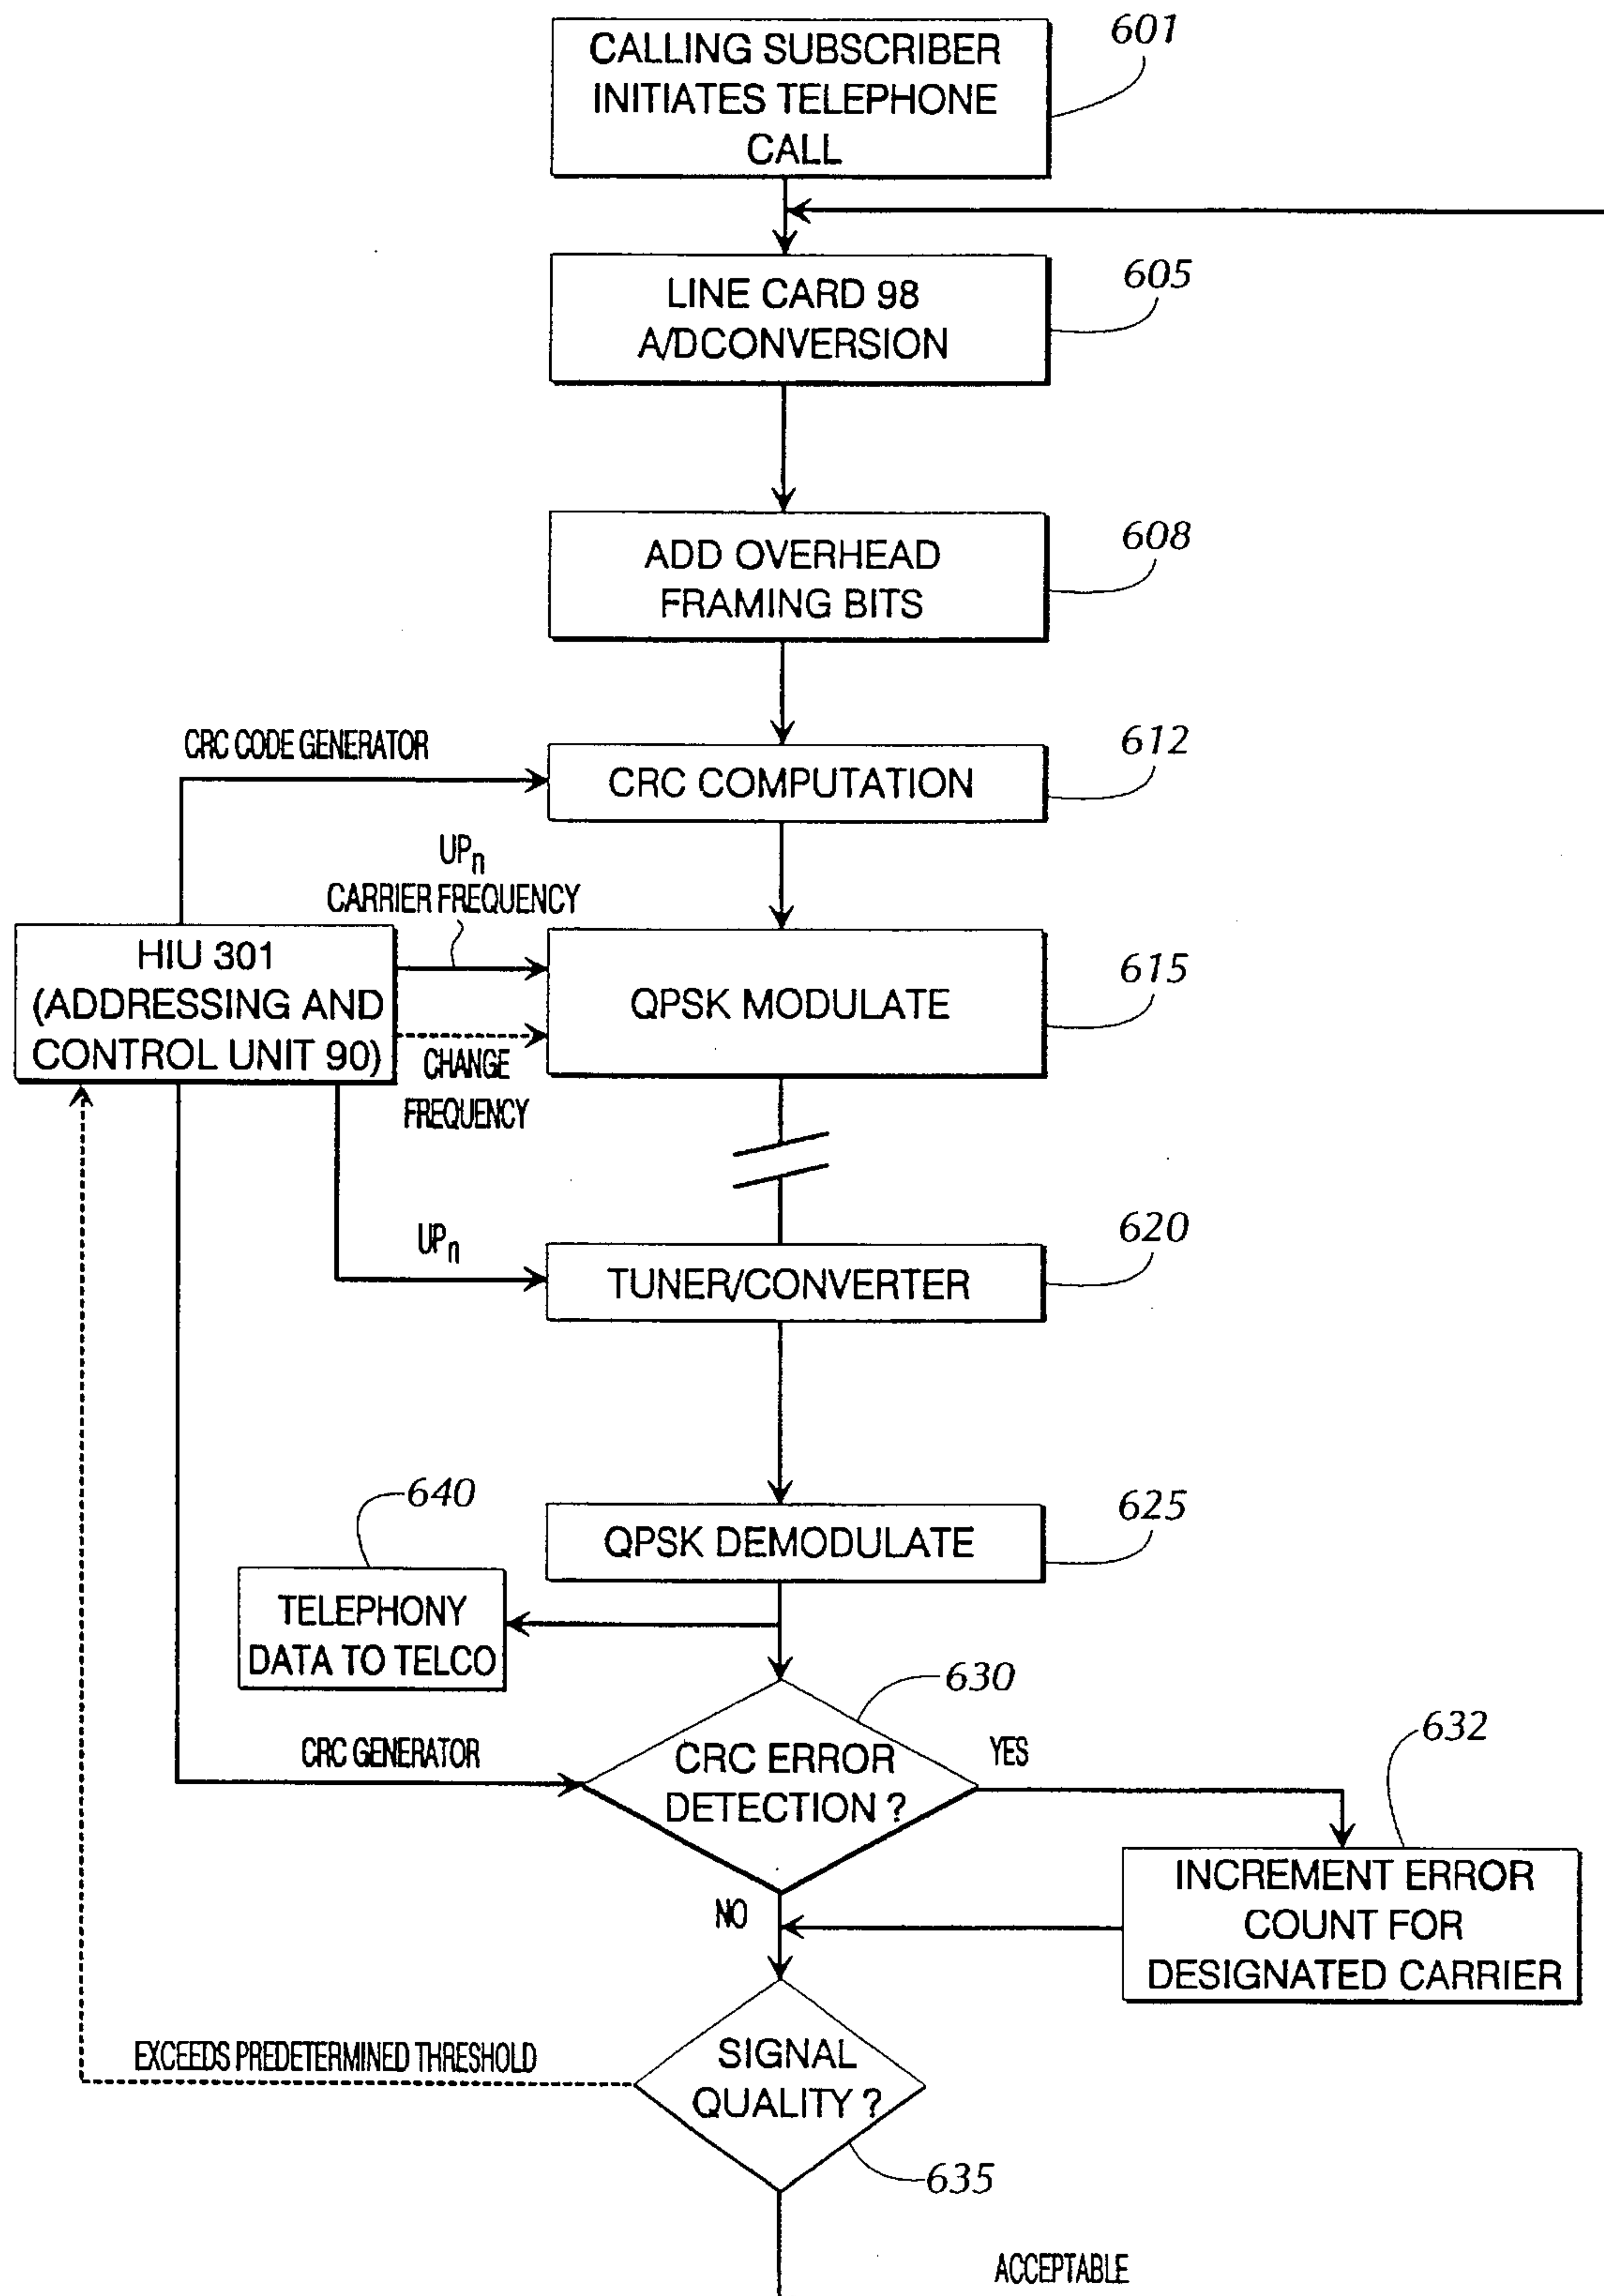 CALLING SUBSCRIBER
INITIATES TELEPHONE
CALL
601
LINE CARD 98
A/DCONVERSION
605
ADD OVERHEAD
FRAMING BITS
608
CRC CODE GENERATOR
CRC COMPUTATION
612
UPn
CARRIER FREQUENCY
HIU 301
(ADDRESSING AND
CONTROL UNIT 90)
QPSK MODULATE
615
CHANGE
FREQUENCY
UPn
TUNER/CONVERTER
620
640
QPSK DEMODULATE
625
TELEPHONY
DATA TO TELCO
630
CRC GENERATOR
CRC ERROR
DETECTION ?
YES
632
NO
INCREMENT ERROR
COUNT FOR
DESIGNATED CARRIER
EXCEEDS PREDETERMINED THRESHOLD
SIGNAL
QUALITY ?
635
ACCEPTABLE